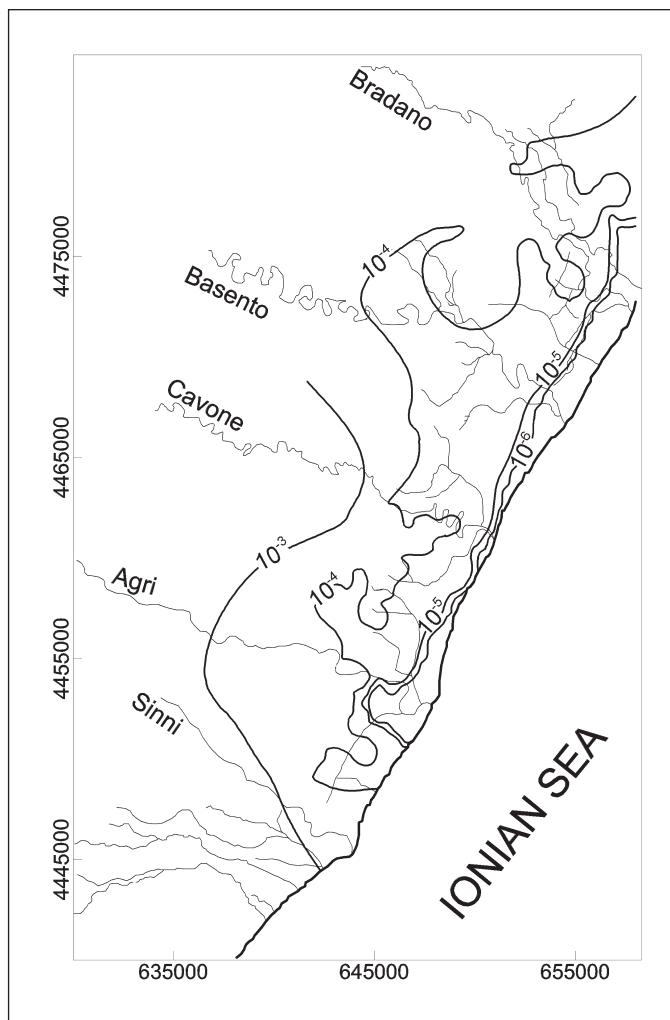 Bradano
4475000
10⁻⁴
Basento
10⁻⁵
Cavone
4465000
10⁻⁶
10⁻³
Agri
10⁻⁴
10⁻⁵
4455000
Sinni
IONIAN SEA
4445000
635000 645000 655000